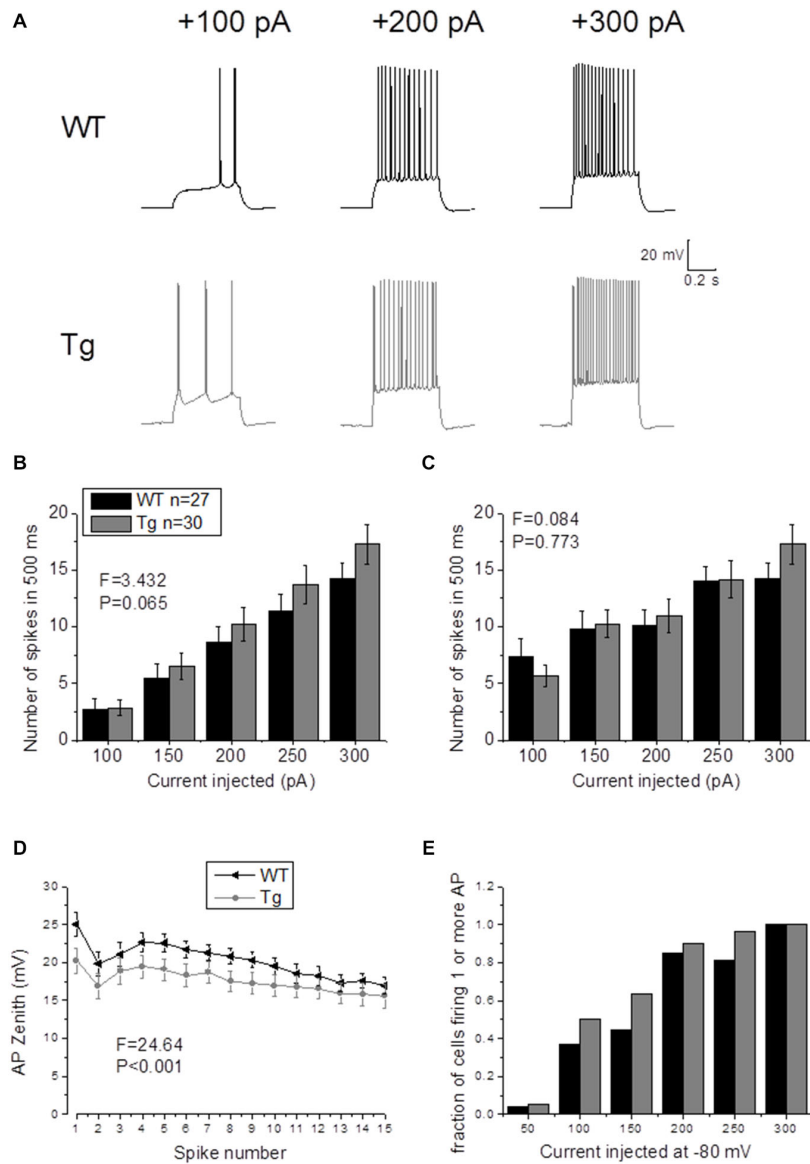 A
+100 pA
+200 pA
+300 pA
WT
20 mV
0.2 s
Tg
B
WT n=27
Tg n=30
F=3.432
P=0.065
Number of spikes in 500 ms
20
15
10
5
0
100 150 200 250 300
Current injected (pA)
C
F=0.084
P=0.773
Number of spikes in 500 ms
20
15
10
5
0
100 150 200 250 300
Current injected (pA)
D
WT
Tg
AP Zenith (mV)
30
25
20
15
10
5
0
F=24.64
P<0.001
1 2 3 4 5 6 7 8 9 10 11 12 13 14 15
Spike number
E
fraction of cells firing 1 or more AP
1.2
1.0
0.8
0.6
0.4
0.2
0.0
50 100 150 200 250 300
Current injected at -80 mV